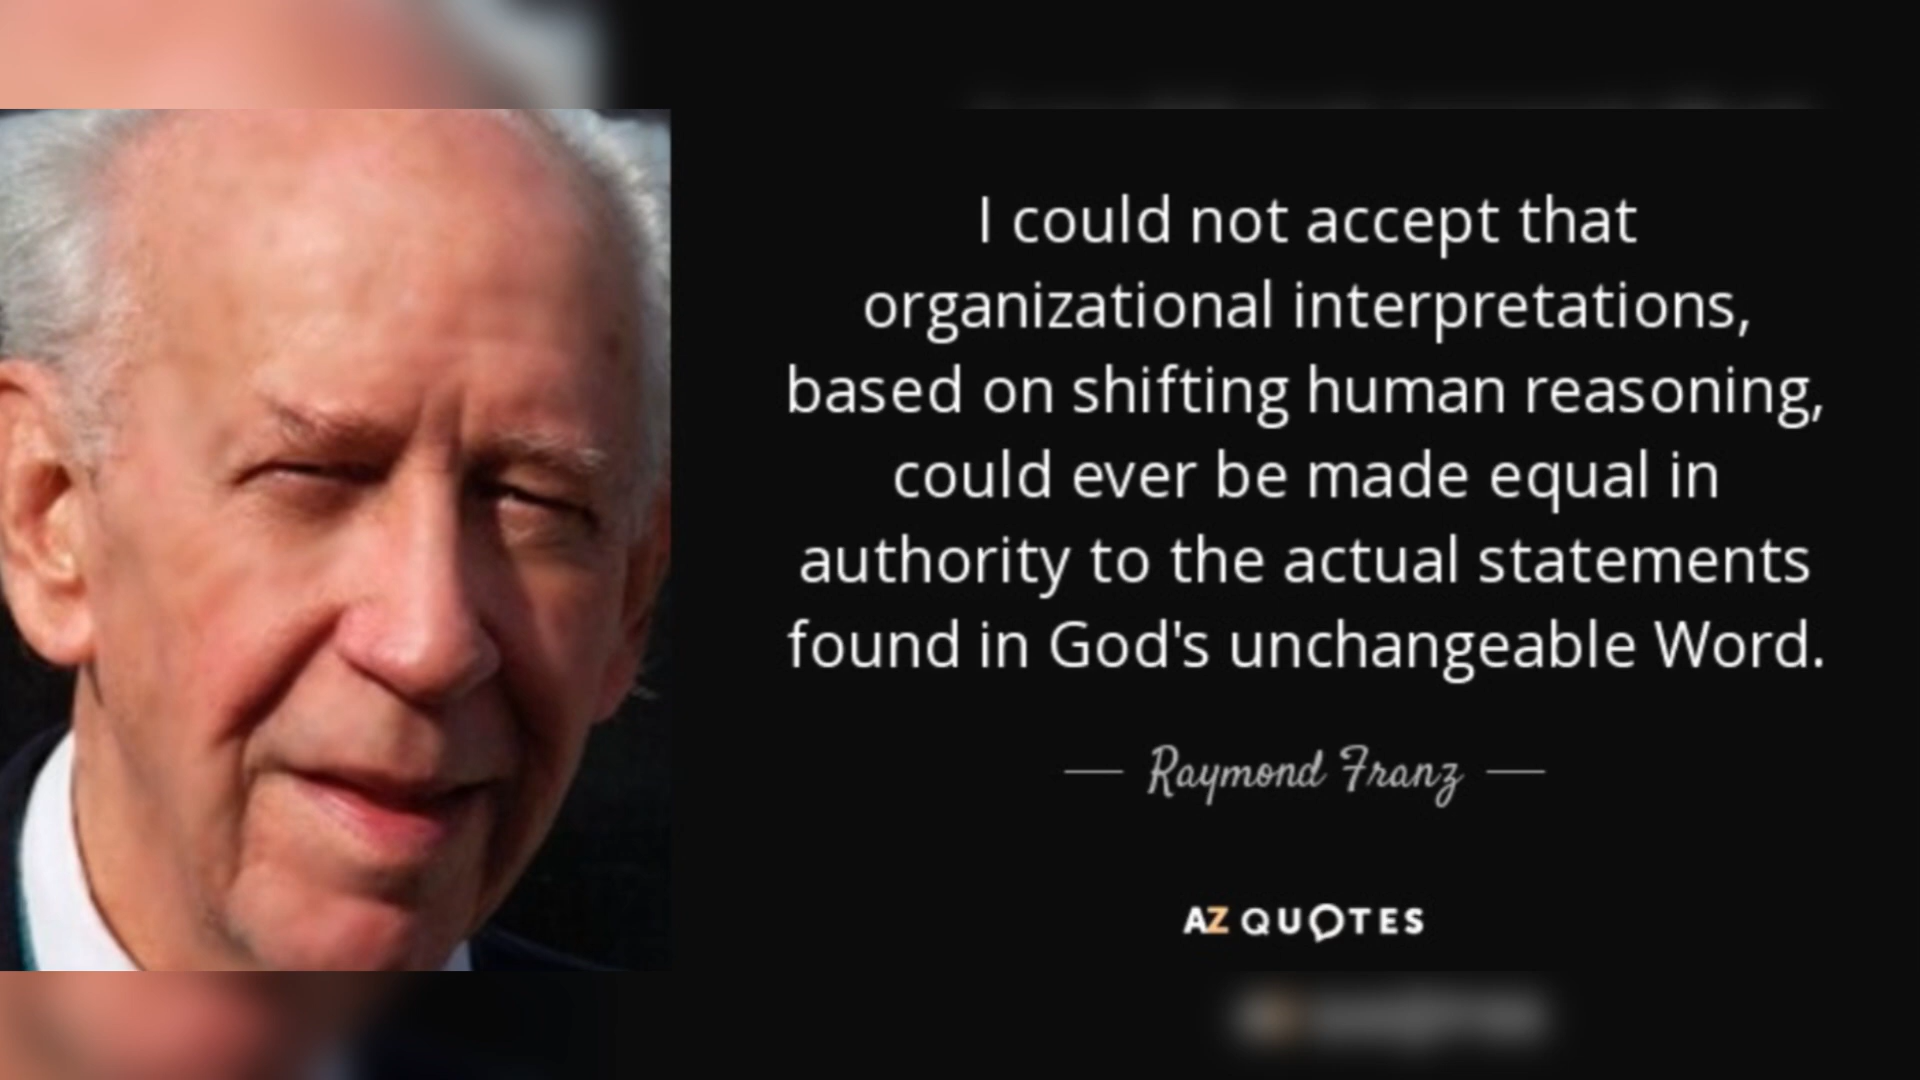 I could not accept that
organizational interpretations,
based on shifting human reasoning,
could ever be made equal in
authority to the actual statements
found in God's unchangeable Word.
— Raymond Franz —
AZ QUOTES